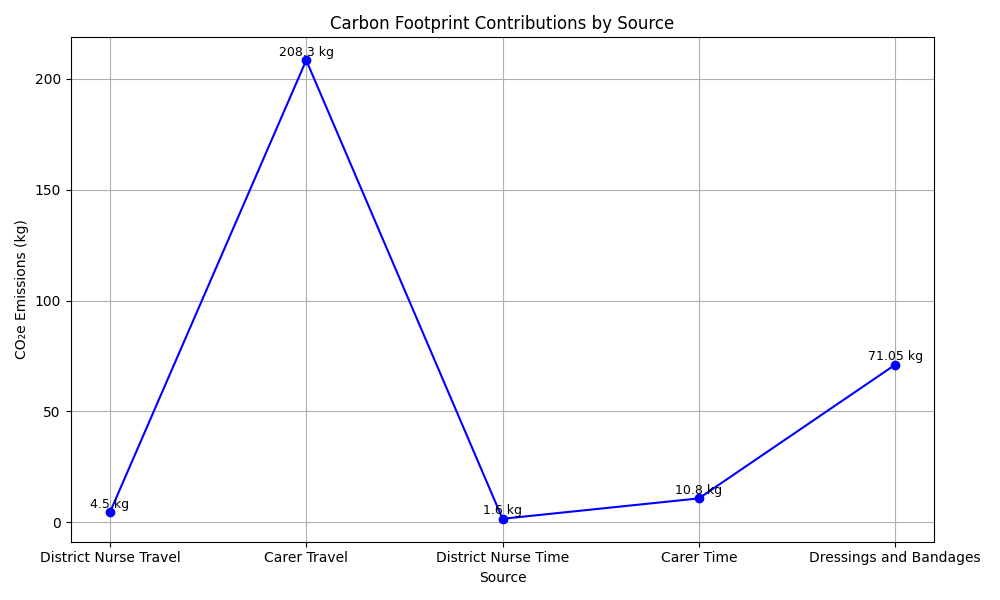 Carbon Footprint Contributions by Source
CO₂e Emissions (kg)
200
150
100
50
0
208.3 kg
71.05 kg
10.8 kg
4.5 kg
1.6 kg
District Nurse Travel
Carer Travel
District Nurse Time
Carer Time
Dressings and Bandages
Source